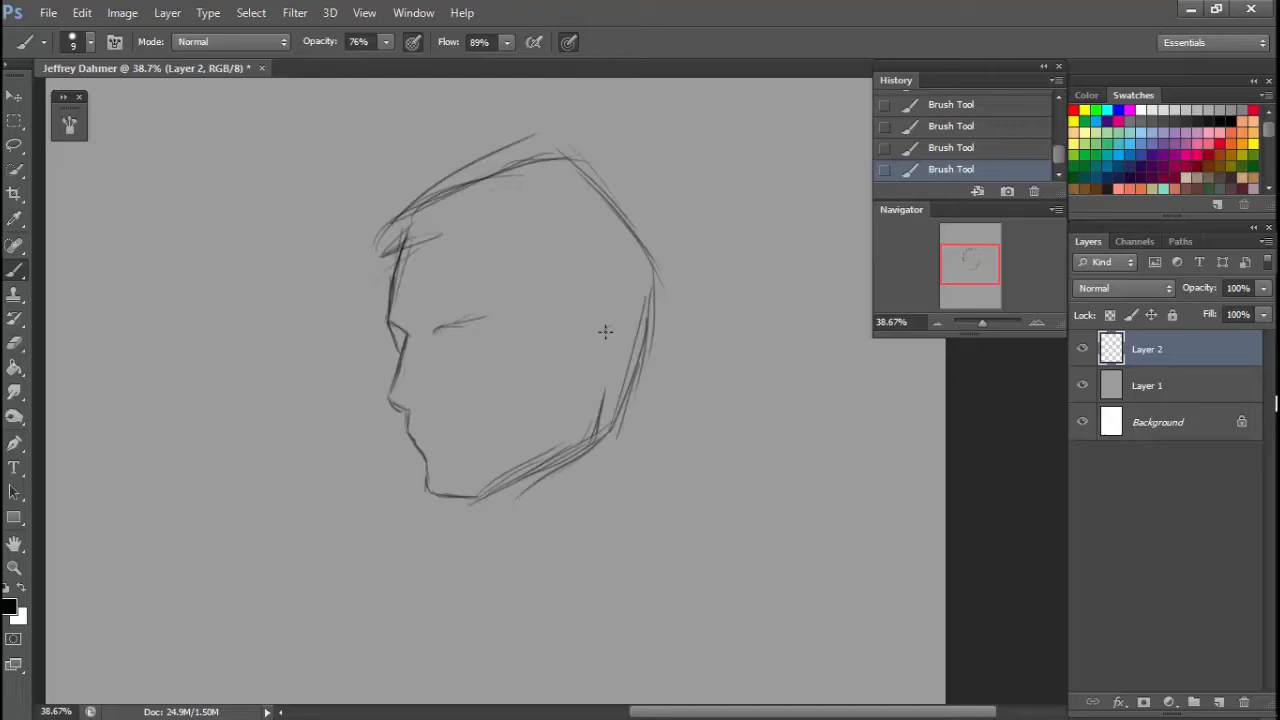 Ps File Edit Image Layer Type Select Filter 3D View Window Help
9 Mode: Normal Opacity: 76% Flow: 89% Essentials
Jeffrey Dahmer @ 38.7% (Layer 2, RGB/8) *
History
Brush Tool
Brush Tool
Brush Tool
Brush Tool
Navigator
38.67%
Color Swatches
Layers Channels Paths
Kind
Normal Opacity: 100%
Lock: Fill: 100%
Layer 2
Layer 1
Background
38.67% Doc: 24.9M/1.50M